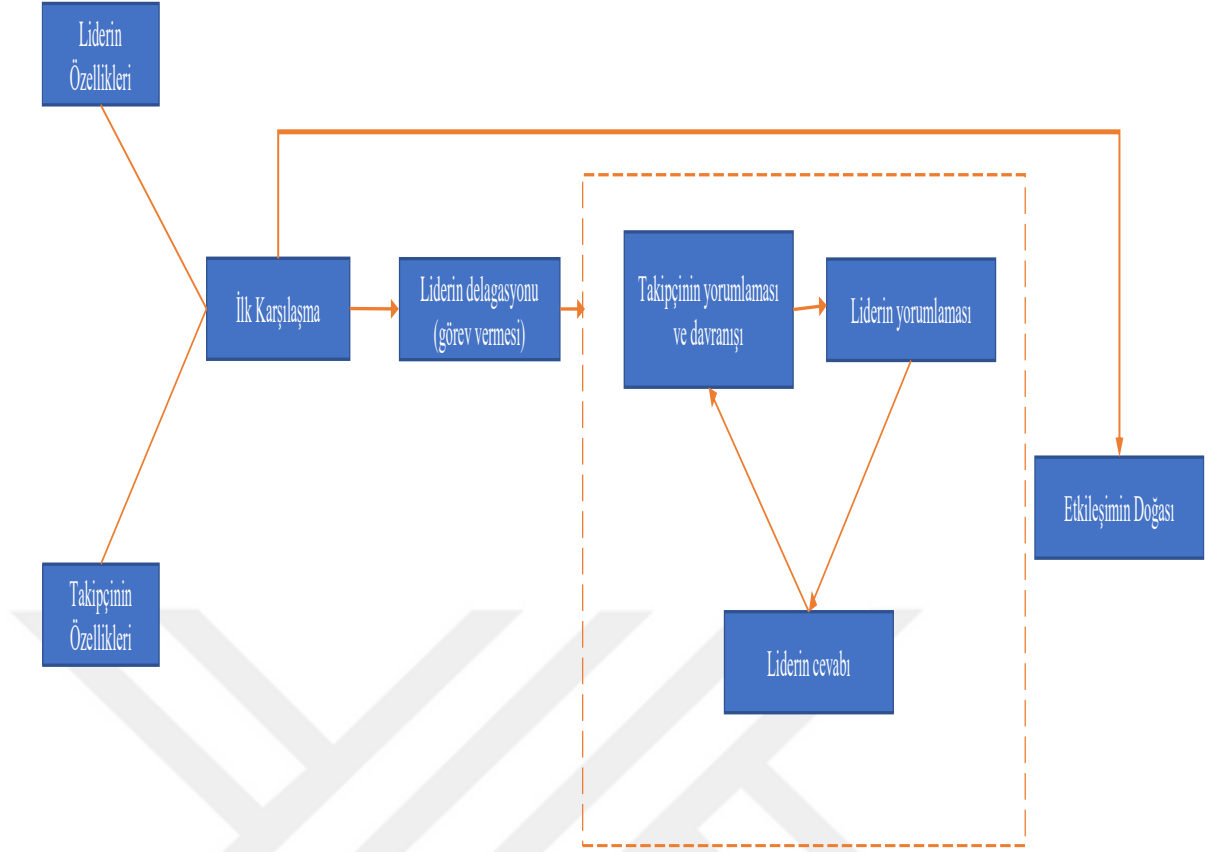 Liderin
Özellikleri
İlk Karşılaşma
Liderin delagasyonu
(görev vermesi)
Takipçinin yorumlaması
ve davranışı
Liderin yorumlaması
Etkileşimin Doğası
Takipçinin
Özellikleri
Liderin cevabı